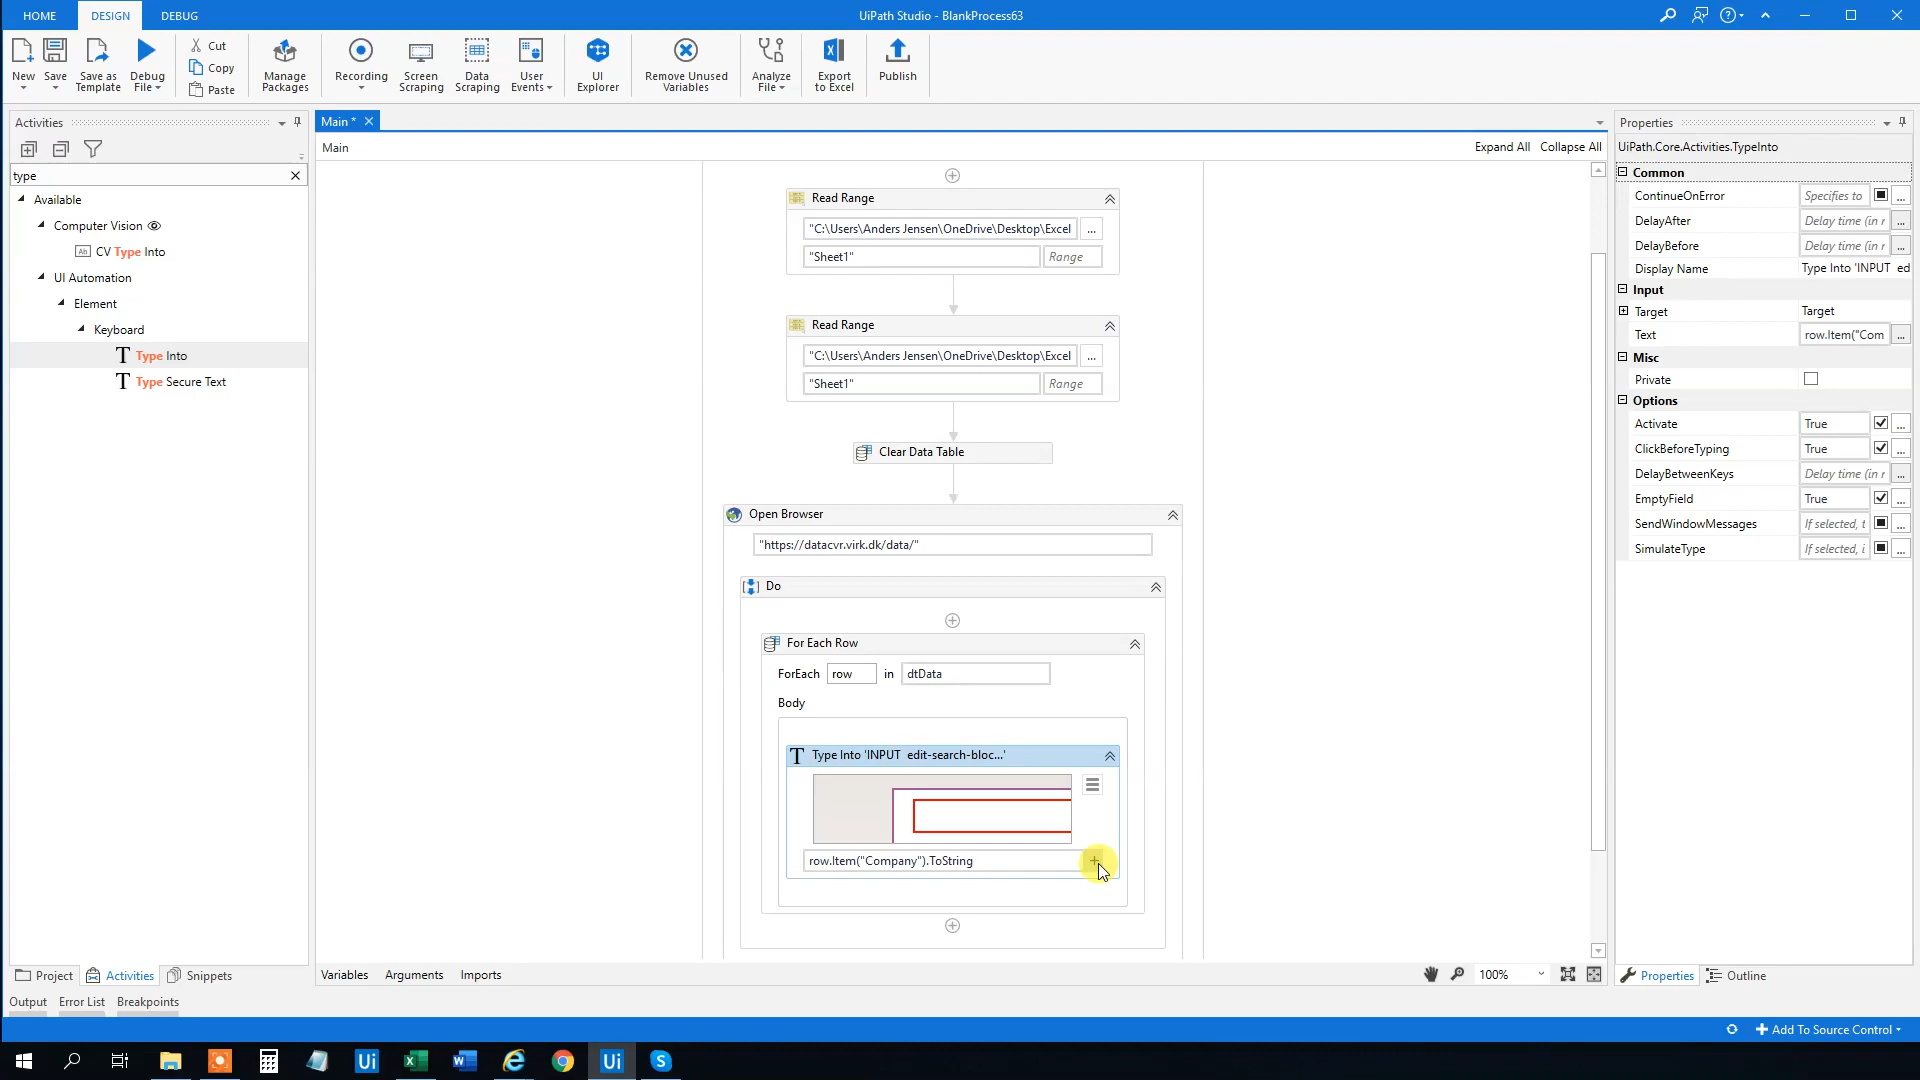 HOME
DESIGN
DEBUG
UiPath Studio - BlankProcess63
New
Save
Save as Template
Debug File
Cut
Copy
Paste
Manage Packages
Recording
Screen Scraping
Data Scraping
User Events
UI Explorer
Remove Unused Variables
Analyze File
Export to Excel
Publish
Activities
type
Available
Computer Vision
CV Type Into
UI Automation
Element
Keyboard
Type Into
Type Secure Text
Main *
Main
Expand All
Collapse All
Read Range
"C:\Users\Anders Jensen\OneDrive\Desktop\Excel
...
"Sheet1"
Range
Read Range
"C:\Users\Anders Jensen\OneDrive\Desktop\Excel
...
"Sheet1"
Range
Clear Data Table
Open Browser
"https://datacvr.virk.dk/data/"
Do
For Each Row
ForEach row in dtData
Body
Type Into 'INPUT edit-search-bloc...'
row.Item("Company").ToString
Properties
UiPath.Core.Activities.TypeInto
Common
ContinueOnError Specifies to ...
DelayAfter Delay time (in r ...
DelayBefore Delay time (in r ...
Display Name Type Into 'INPUT ed
Input
Target Target
Text row.Item("Com ...
Misc
Private
Options
Activate True ...
ClickBeforeTyping True ...
DelayBetweenKeys Delay time (in r ...
EmptyField True ...
SendWindowMessages If selected, t ...
SimulateType If selected, i ...
Project
Activities
Snippets
Variables
Arguments
Imports
100%
Properties
Outline
Output
Error List
Breakpoints
Add To Source Control
Ui
Ui